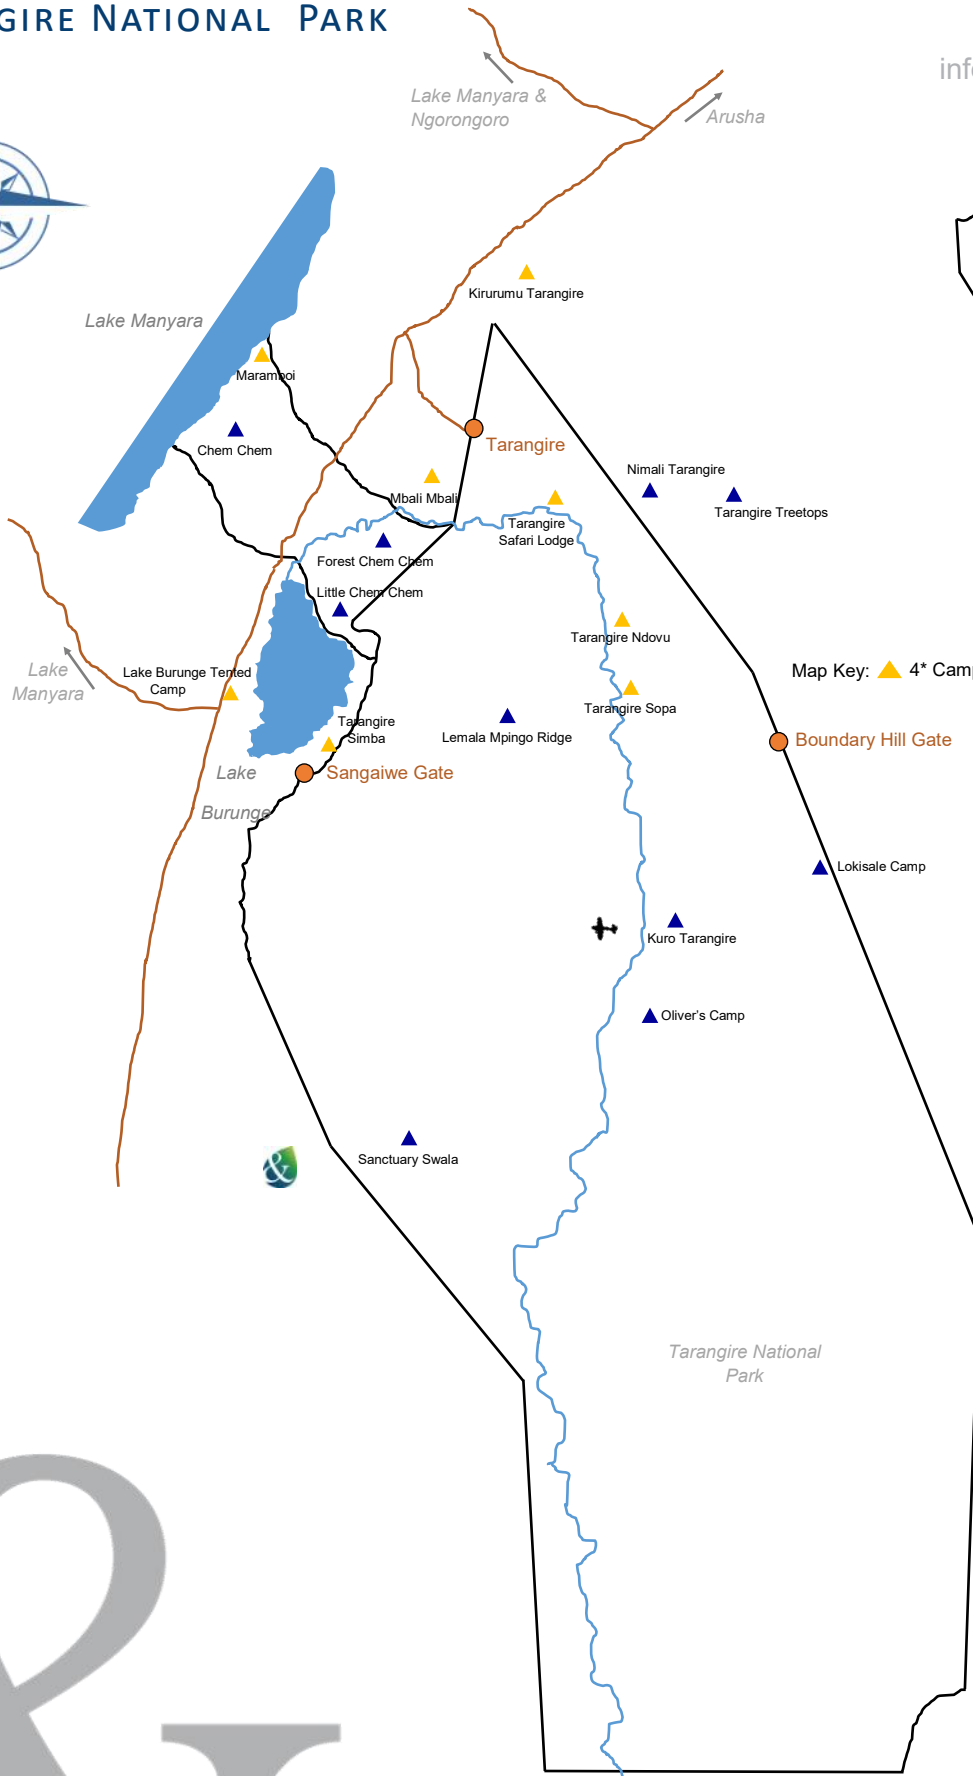 GIRE NATIONAL PARK
info
Lake Manyara &
Ngorongoro
Arusha
Kirurumu Tarangire
Lake Manyara
Maramboi
Chem Chem
Tarangire
Nimali Tarangire
Mbali Mbali
Tarangire Treetops
Tarangire
Safari Lodge
Forest Chem Chem
Little Chem Chem
Tarangire Ndovu
Lake
Manyara
Lake Burunge Tented
Camp
Map Key:
4* Camp
Tarangire Sopa
Tarangire
Simba
Lemala Mpingo Ridge
Boundary Hill Gate
Lake
Burunge
Sangaiwe Gate
Lokisale Camp
Kuro Tarangire
Oliver's Camp
Sanctuary Swala
&
Tarangire National
Park
&